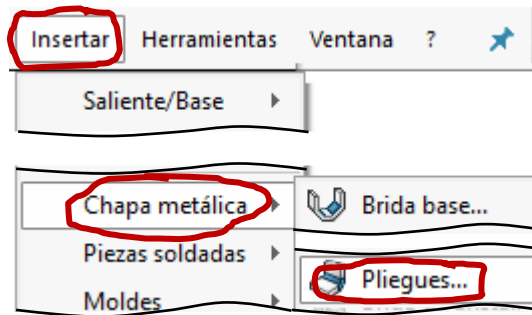 Insertar Herramientas Ventana ?
Saliente/Base
Chapa metálica
Brida base...
Piezas soldadas
Pliegues...
Moldes